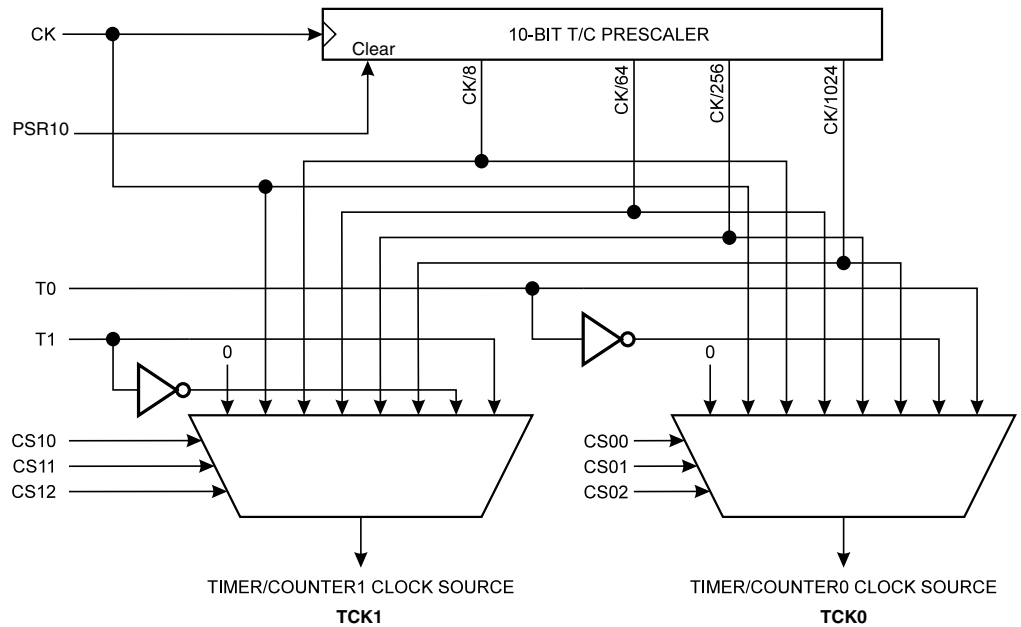 CK
10-BIT T/C PRESCALER
Clear
CK/8
CK/64
CK/256
CK/1024
PSR10
T0
T1
0
0
CS10
CS11
CS12
CS00
CS01
CS02
TIMER/COUNTER1 CLOCK SOURCE
TCK1
TIMER/COUNTER0 CLOCK SOURCE
TCK0